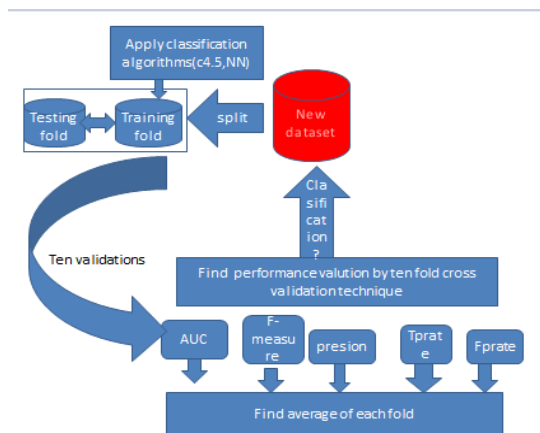 Apply classification
algorithms(c4.5,NN)
Testing
fold
Training
fold
split
New
dataset
Cla
ssifi
cat
ion
?
Ten validations
Find performance valution by ten fold cross
validation technique
AUC
F-
measu
re
presion
Tprat
e
Fprate
Find average of each fold